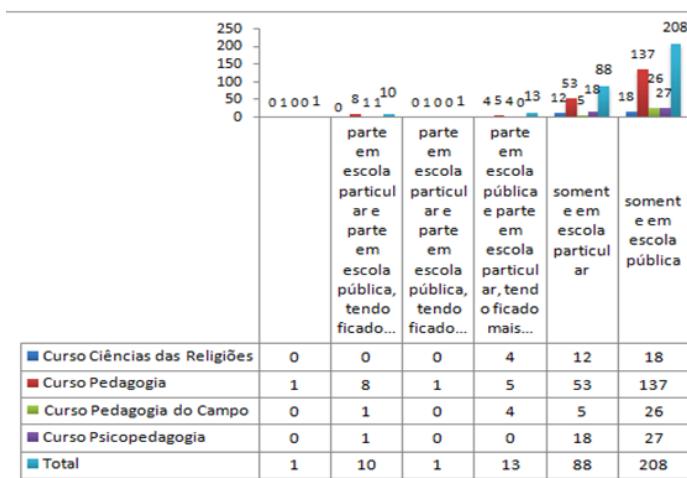 250
200
150
100
50
0
0 1 0 0 1
0 8 1 1 10
0 1 0 0 1
4 5 4 0 13
12 53 5 18 88
18 137 26 27 208
parte
em
escola
particul
ar e
parte
em
escola
pública,
tendo
ficado...
parte
em
escola
particul
ar e
parte
em
escola
pública,
tendo
ficado...
parte
em
escola
pública
e parte
em
escola
particul
ar, tend
o ficado
mais...
soment
e em
escola
particul
ar
soment
e em
escola
pública
Curso Ciências das Religiões 0 0 0 4 12 18
Curso Pedagogia 1 8 1 5 53 137
Curso Pedagogia do Campo 0 1 0 4 5 26
Curso Psicopedagogia 0 1 0 0 18 27
Total 1 10 1 13 88 208